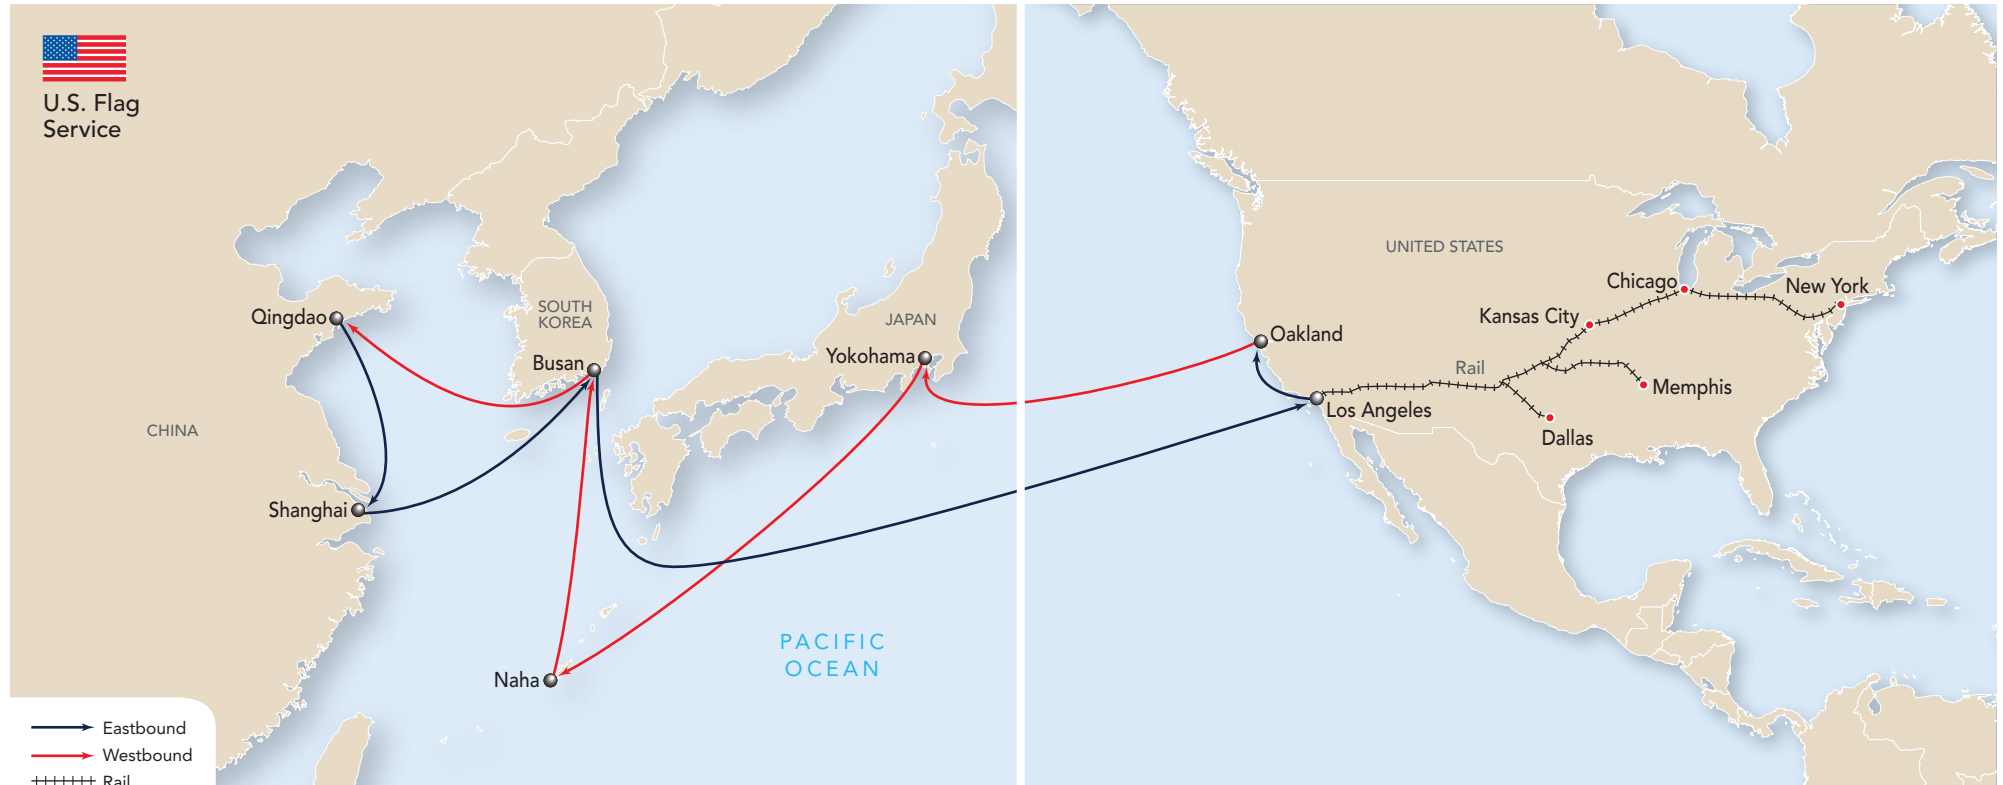 U.S. Flag
Service
UNITED STATES
Chicago
New York
Qingdao
SOUTH
KOREA
JAPAN
Kansas City
Oakland
Busan
Yokohama
Rail
Memphis
Los Angeles
CHINA
Dallas
Shanghai
PACIFIC
OCEAN
Naha
Eastbound
Westbound
Rail